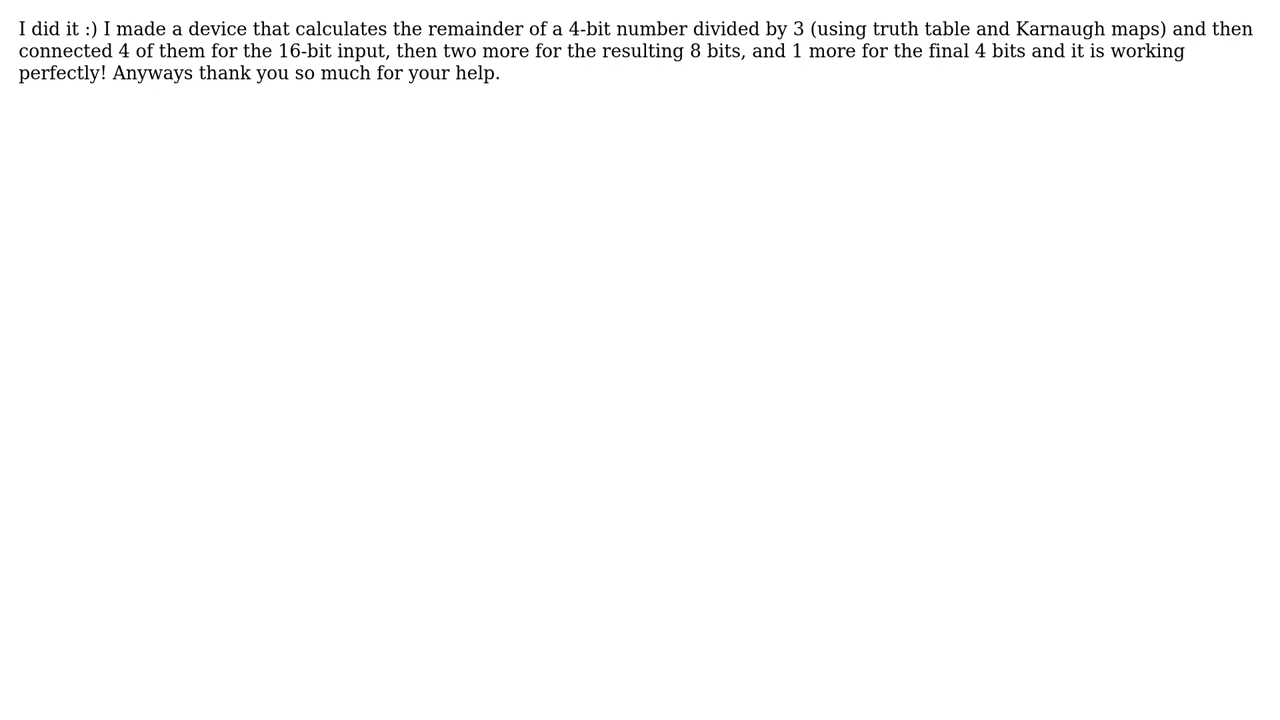 I did it :) I made a device that calculates the remainder of a 4-bit number divided by 3 (using truth table and Karnaugh maps) and then
connected 4 of them for the 16-bit input, then two more for the resulting 8 bits, and 1 more for the final 4 bits and it is working
perfectly! Anyways thank you so much for your help.